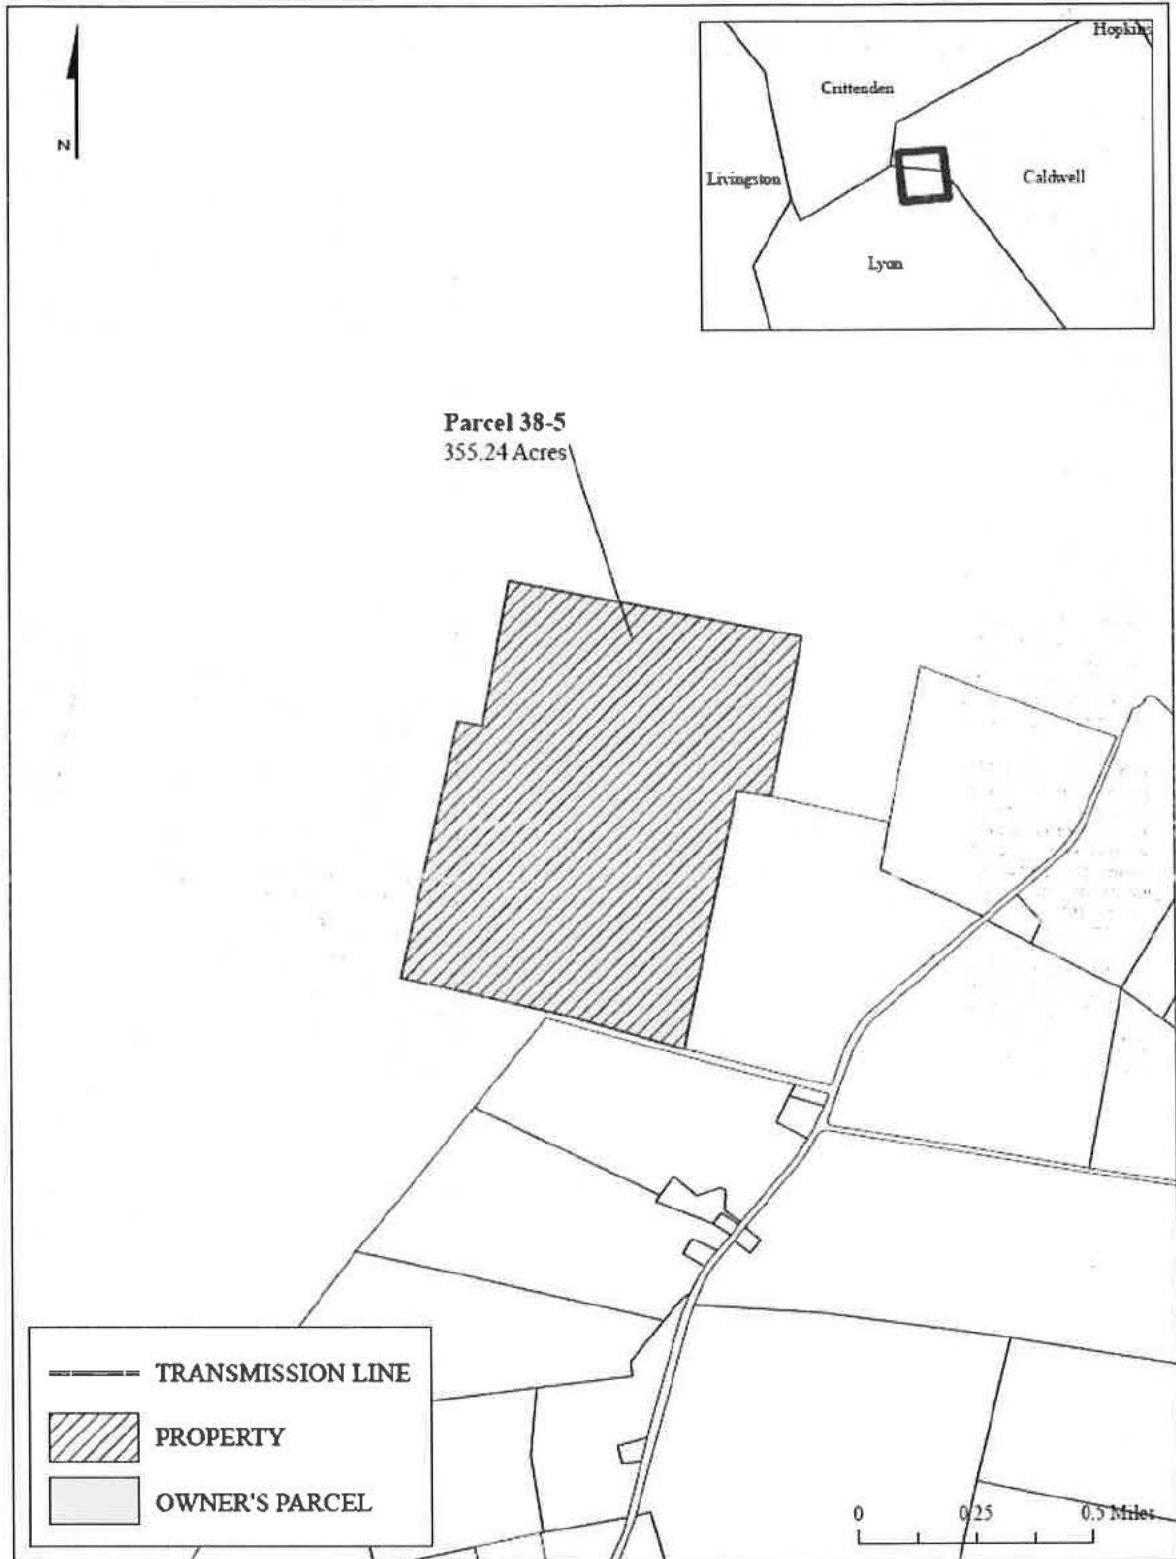 N
Hopkins
Crittenden
Livingston
Caldwell
Lyon
Parcel 38-5
355.24 Acres
TRANSMISSION LINE
PROPERTY
OWNER'S PARCEL
0 0.25 0.5 Miles